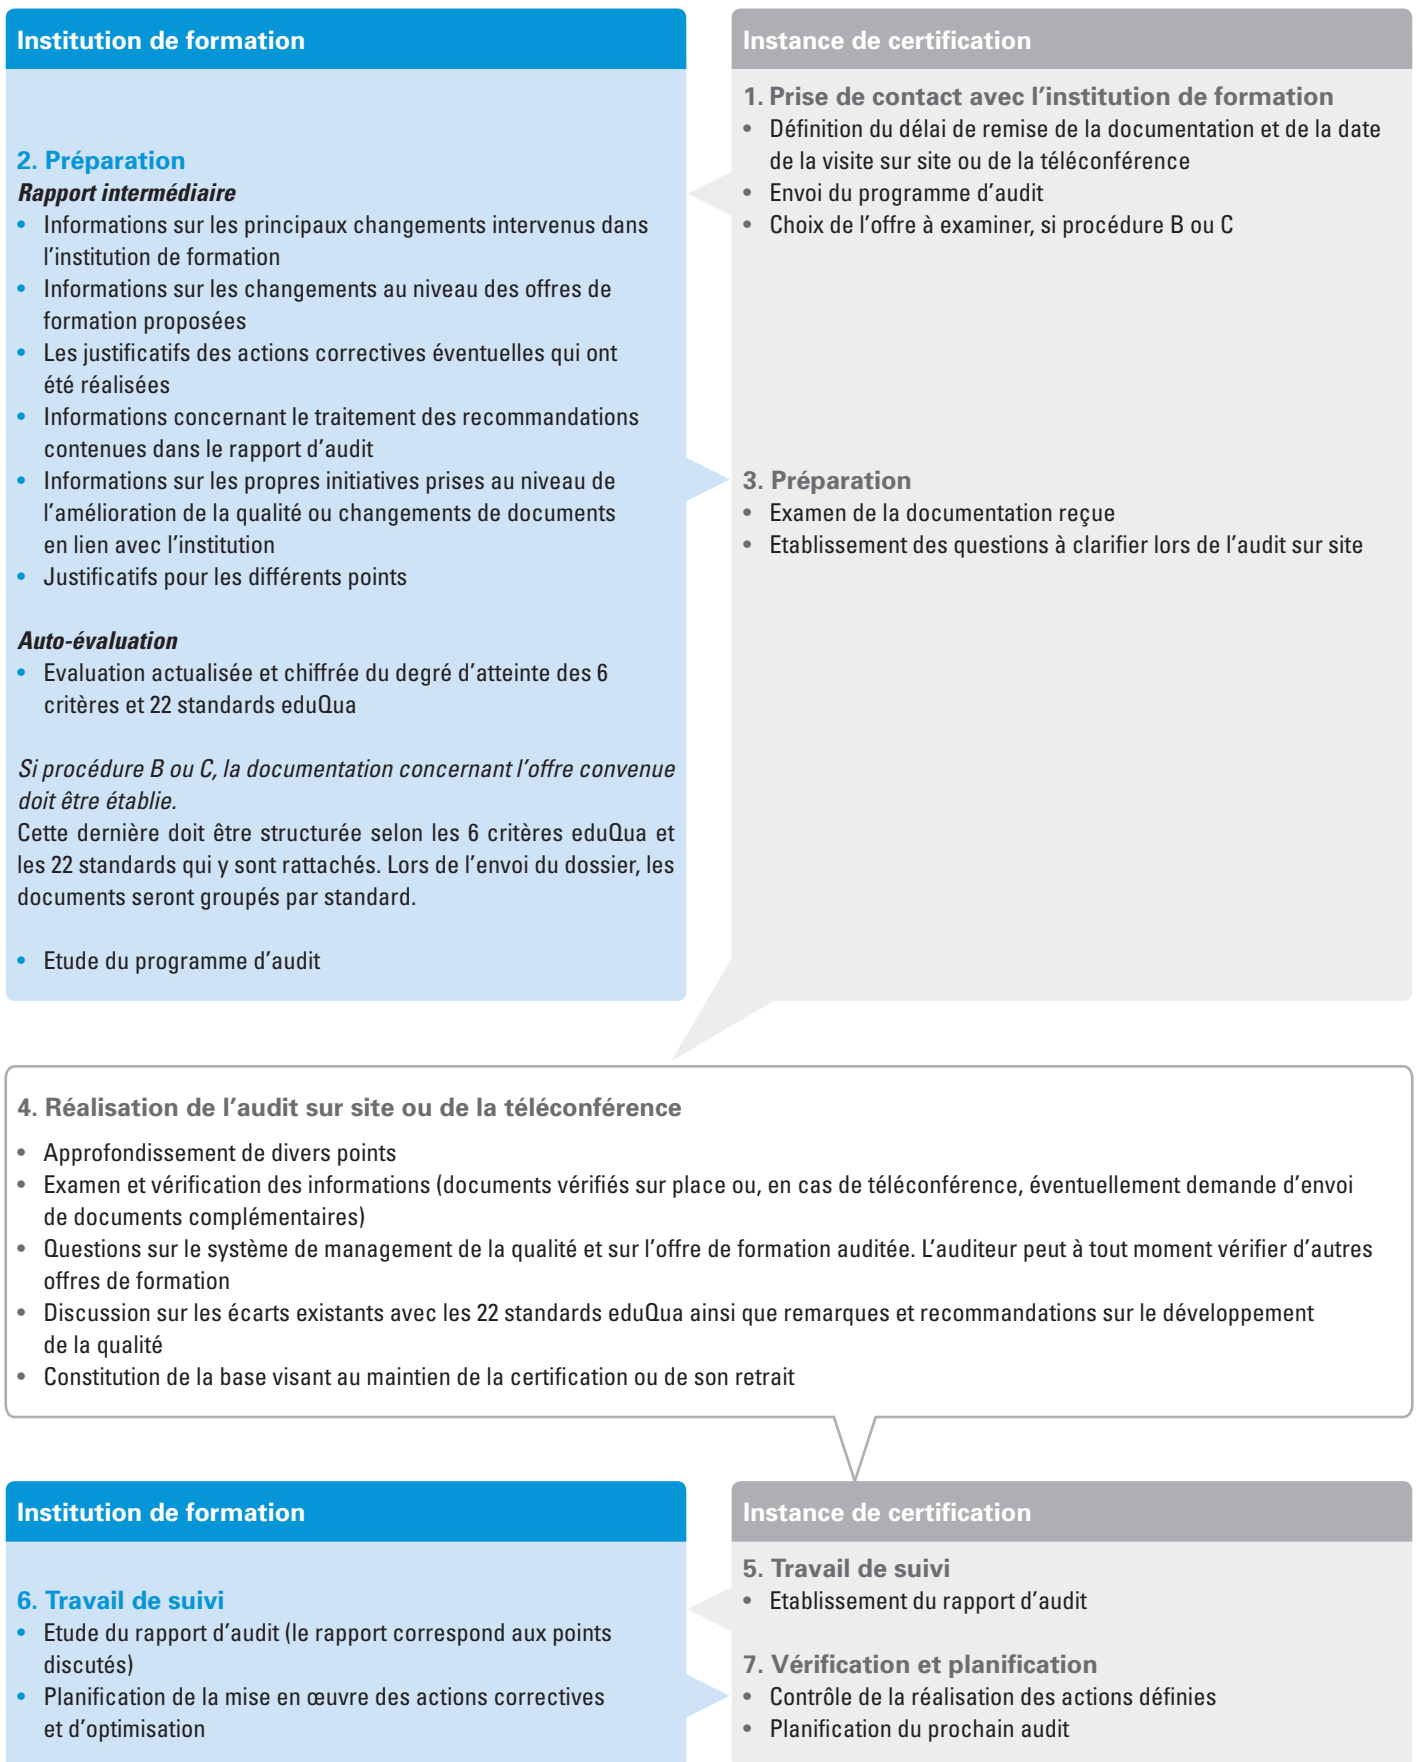 Institution de formation
2. Préparation
Rapport intermédiaire
• Informations sur les principaux changements intervenus dans
l'institution de formation
• Informations sur les changements au niveau des offres de
formation proposées
• Les justificatifs des actions correctives éventuelles qui ont
été réalisées
• Informations concernant le traitement des recommandations
contenues dans le rapport d'audit
• Informations sur les propres initiatives prises au niveau de
l'amélioration de la qualité ou changements de documents
en lien avec l'institution
• Justificatifs pour les différents points
Auto-évaluation
• Evaluation actualisée et chiffrée du degré d'atteinte des 6
critères et 22 standards eduQua
Si procédure B ou C, la documentation concernant l'offre convenue
doit être établie.
Cette dernière doit être structurée selon les 6 critères eduQua et
les 22 standards qui y sont rattachés. Lors de l'envoi du dossier, les
documents seront groupés par standard.
• Etude du programme d'audit
Instance de certification
1. Prise de contact avec l'institution de formation
• Définition du délai de remise de la documentation et de la date
de la visite sur site ou de la téléconférence
• Envoi du programme d'audit
• Choix de l'offre à examiner, si procédure B ou C
3. Préparation
• Examen de la documentation reçue
• Etablissement des questions à clarifier lors de l'audit sur site
4. Réalisation de l'audit sur site ou de la téléconférence
• Approfondissement de divers points
• Examen et vérification des informations (documents vérifiés sur place ou, en cas de téléconférence, éventuellement demande d'envoi
de documents complémentaires)
• Questions sur le système de management de la qualité et sur l'offre de formation auditée. L'auditeur peut à tout moment vérifier d'autres
offres de formation
• Discussion sur les écarts existants avec les 22 standards eduQua ainsi que remarques et recommandations sur le développement
de la qualité
• Constitution de la base visant au maintien de la certification ou de son retrait
Institution de formation
6. Travail de suivi
• Etude du rapport d'audit (le rapport correspond aux points
discutés)
• Planification de la mise en œuvre des actions correctives
et d'optimisation
Instance de certification
5. Travail de suivi
• Etablissement du rapport d'audit
7. Vérification et planification
• Contrôle de la réalisation des actions définies
• Planification du prochain audit